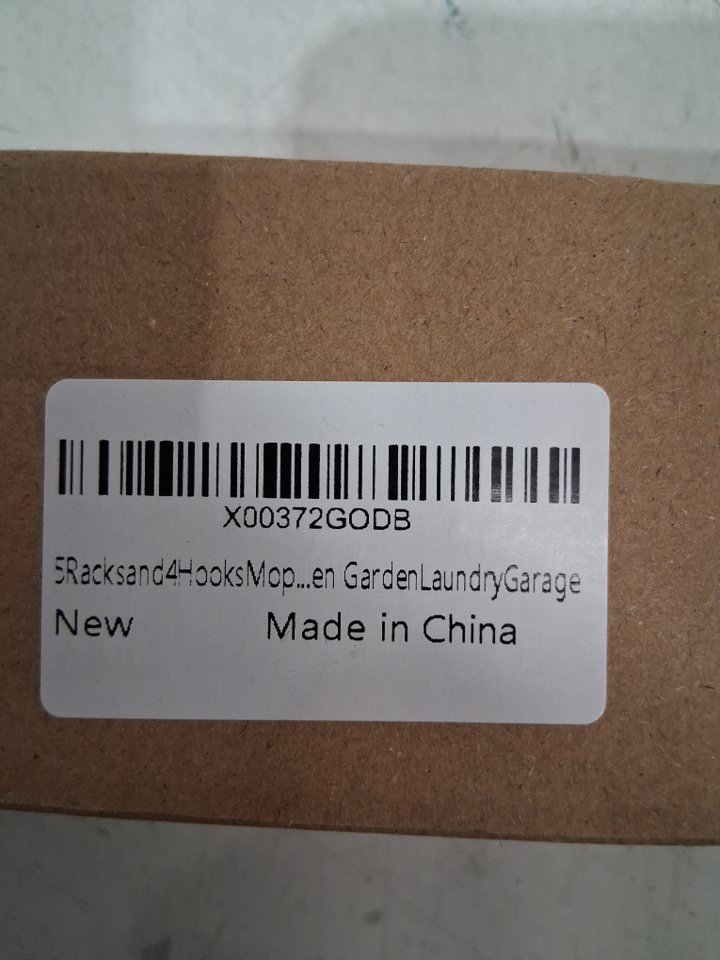 X00372GODB
5Racksand4HooksMop...en GardenLaundryGarage
New Made in China